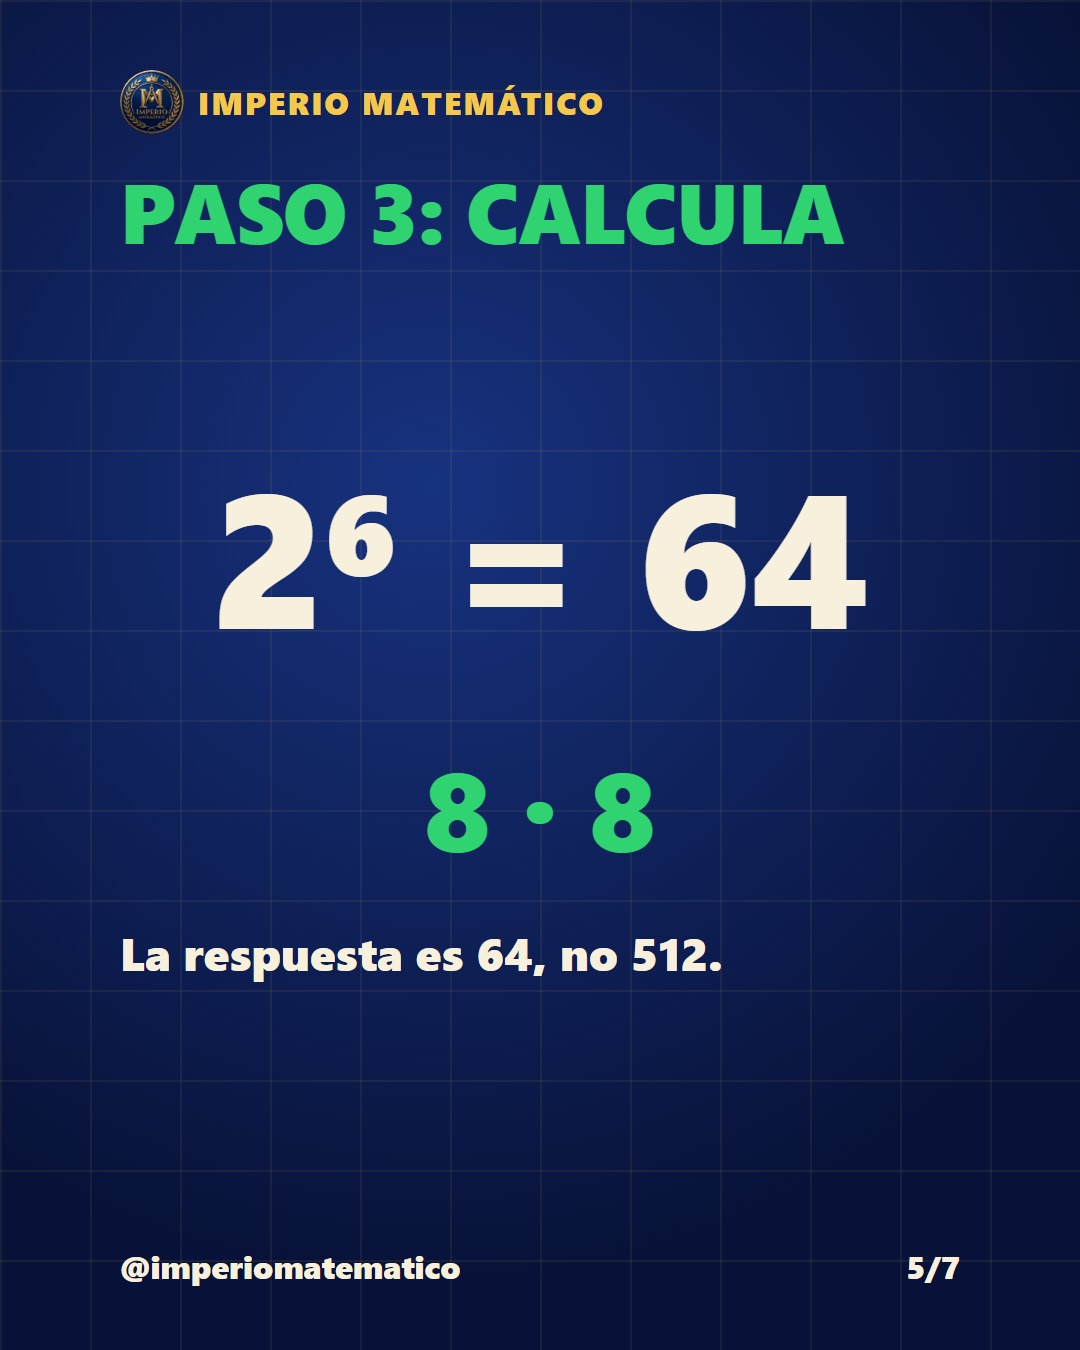 IMPERIO MATEMÁTICO
PASO 3: CALCULA
2⁶ = 64
8 · 8
La respuesta es 64, no 512.
@imperiomatematico
5/7